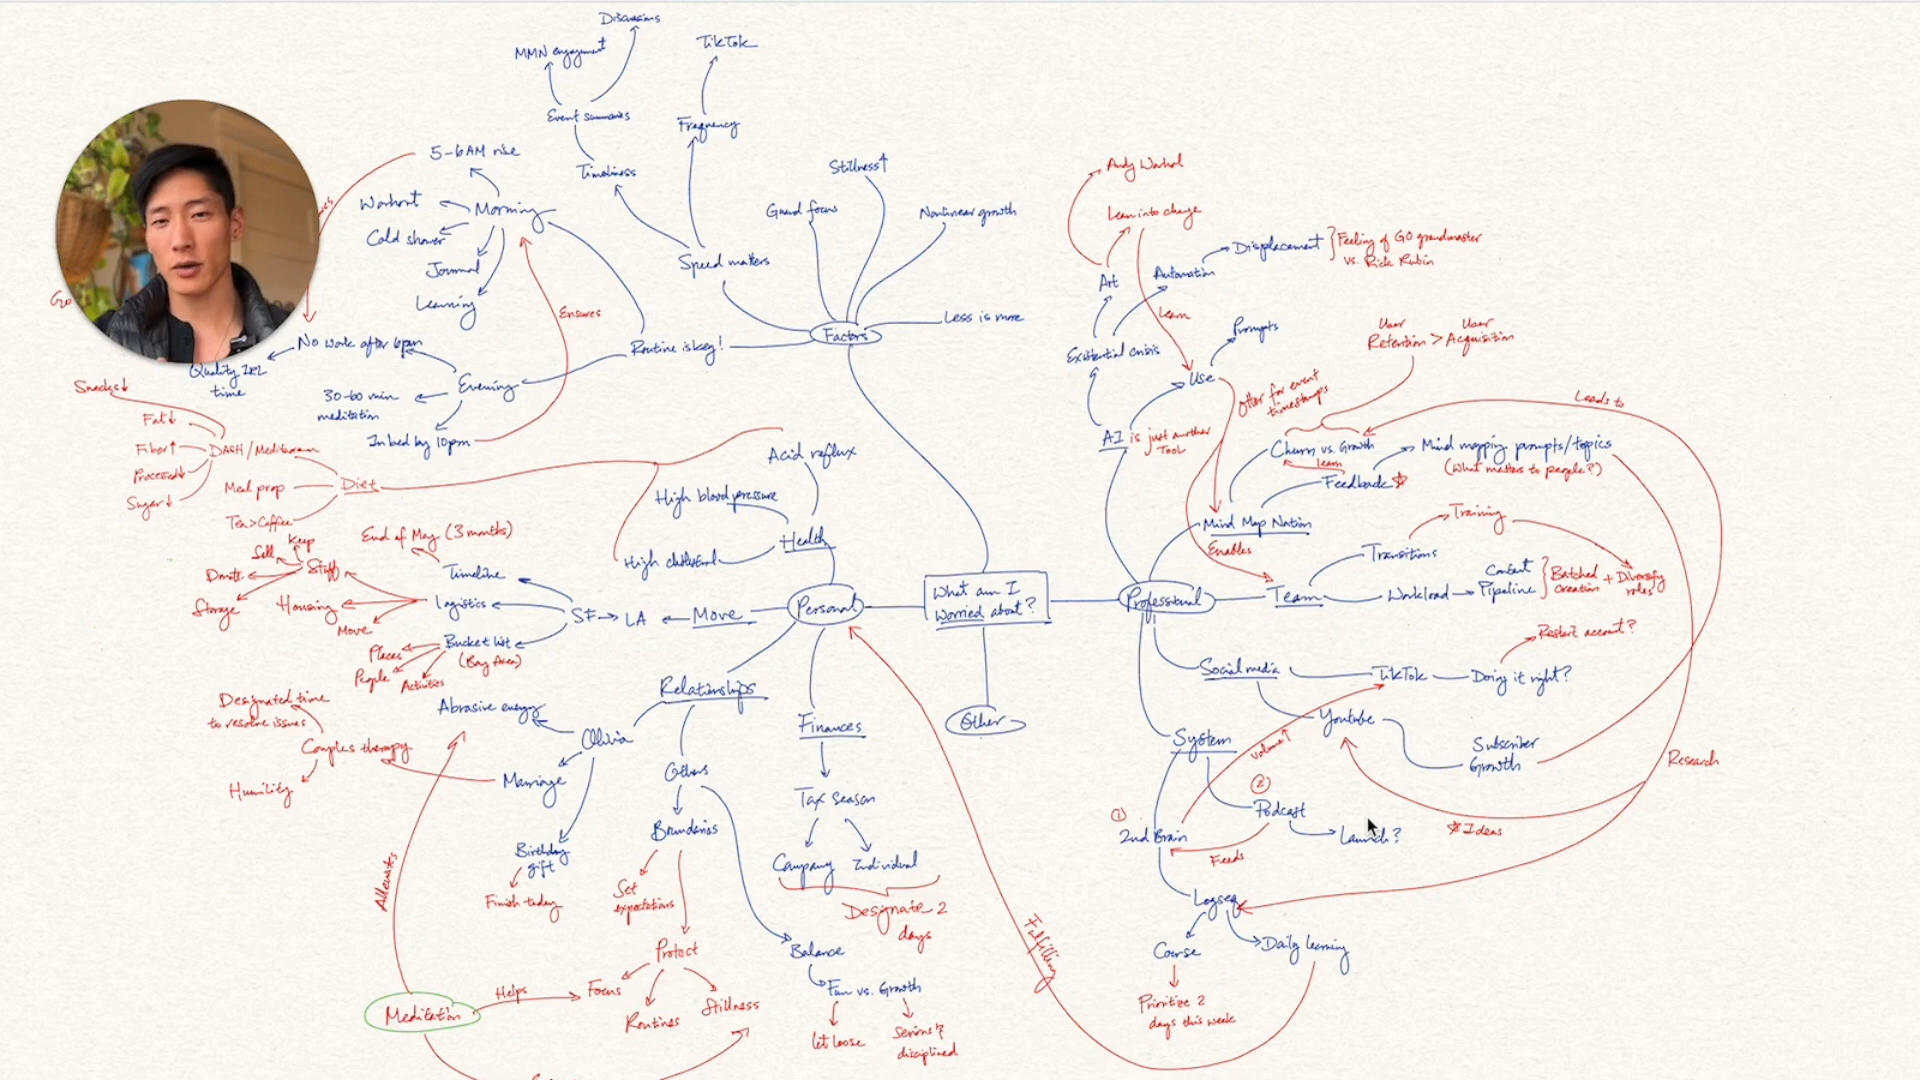 Discussions
MMN engagement↑
TikTok
Event summaries
Frequency
Timeliness
5-6AM rise
Workout
Morning
Cold shower
Journal
Learning
Speed matters
Stillness↑
Guard focus
Nonlinear growth
Less is more
Factors
Routine is key!
Ensures
No work after 6pm
Quality IRL
time
Evening
30-60 min
meditation
In bed by 10pm
Andy Warhol
Lean into change
Displacement
Feeling of GO grandmaster
vs. Rick Rubin
Automation
Art
Learn
Prompts
Existential crisis
Use
User User
Retention > Acquisition
Otter for event
timestamps
Leads to
AI is just another
Tool
Churn vs. Growth
Learn
Mind mapping prompts/topics
(What matters to people?)
Feedback
Mind Map Nation
Enables
Training
Transitions
Team
Workload
Content
Pipeline
Batched
Creation
+ Diversify
roles
Snacks↓
Fat↓
Fiber↑
Processed↓
Sugar↓
DASH/Mediterranean
Meal prep
Diet
Tea>Coffee
Acid reflux
High blood pressure
Health
High cholesterol
End of May (3 months)
Keep
Sell
Donate
Stuff
Storage
Housing
Move
Timeline
Logistics
Bucket list
(Bay Area)
Places
People
Activities
SF → LA
Move
Personal
What am I
Worried about?
Professional
Other
Designated time
to resolve issues
Couples therapy
Humility
Abrasive energy
Relationships
Olivia
Marriage
Birthday
gift
Finish today
Others
Boundaries
Set
expectations
Protect
Focus
Routines
Stillness
Alleviates
Meditation
Helps
Finances
Tax season
Company
Individual
Designate 2
days
Balance
Fun vs. Growth
Let loose
Serious &
disciplined
Fulfilling
Restart account?
Social media
TikTok
Doing it right?
Youtube
Subscriber
Growth
Research
System
Volume↑
②
Podcast
Launch?
Ideas
①
2nd Brain
Feeds
Logseq
Course
Daily learning
Prioritize 2
days this week